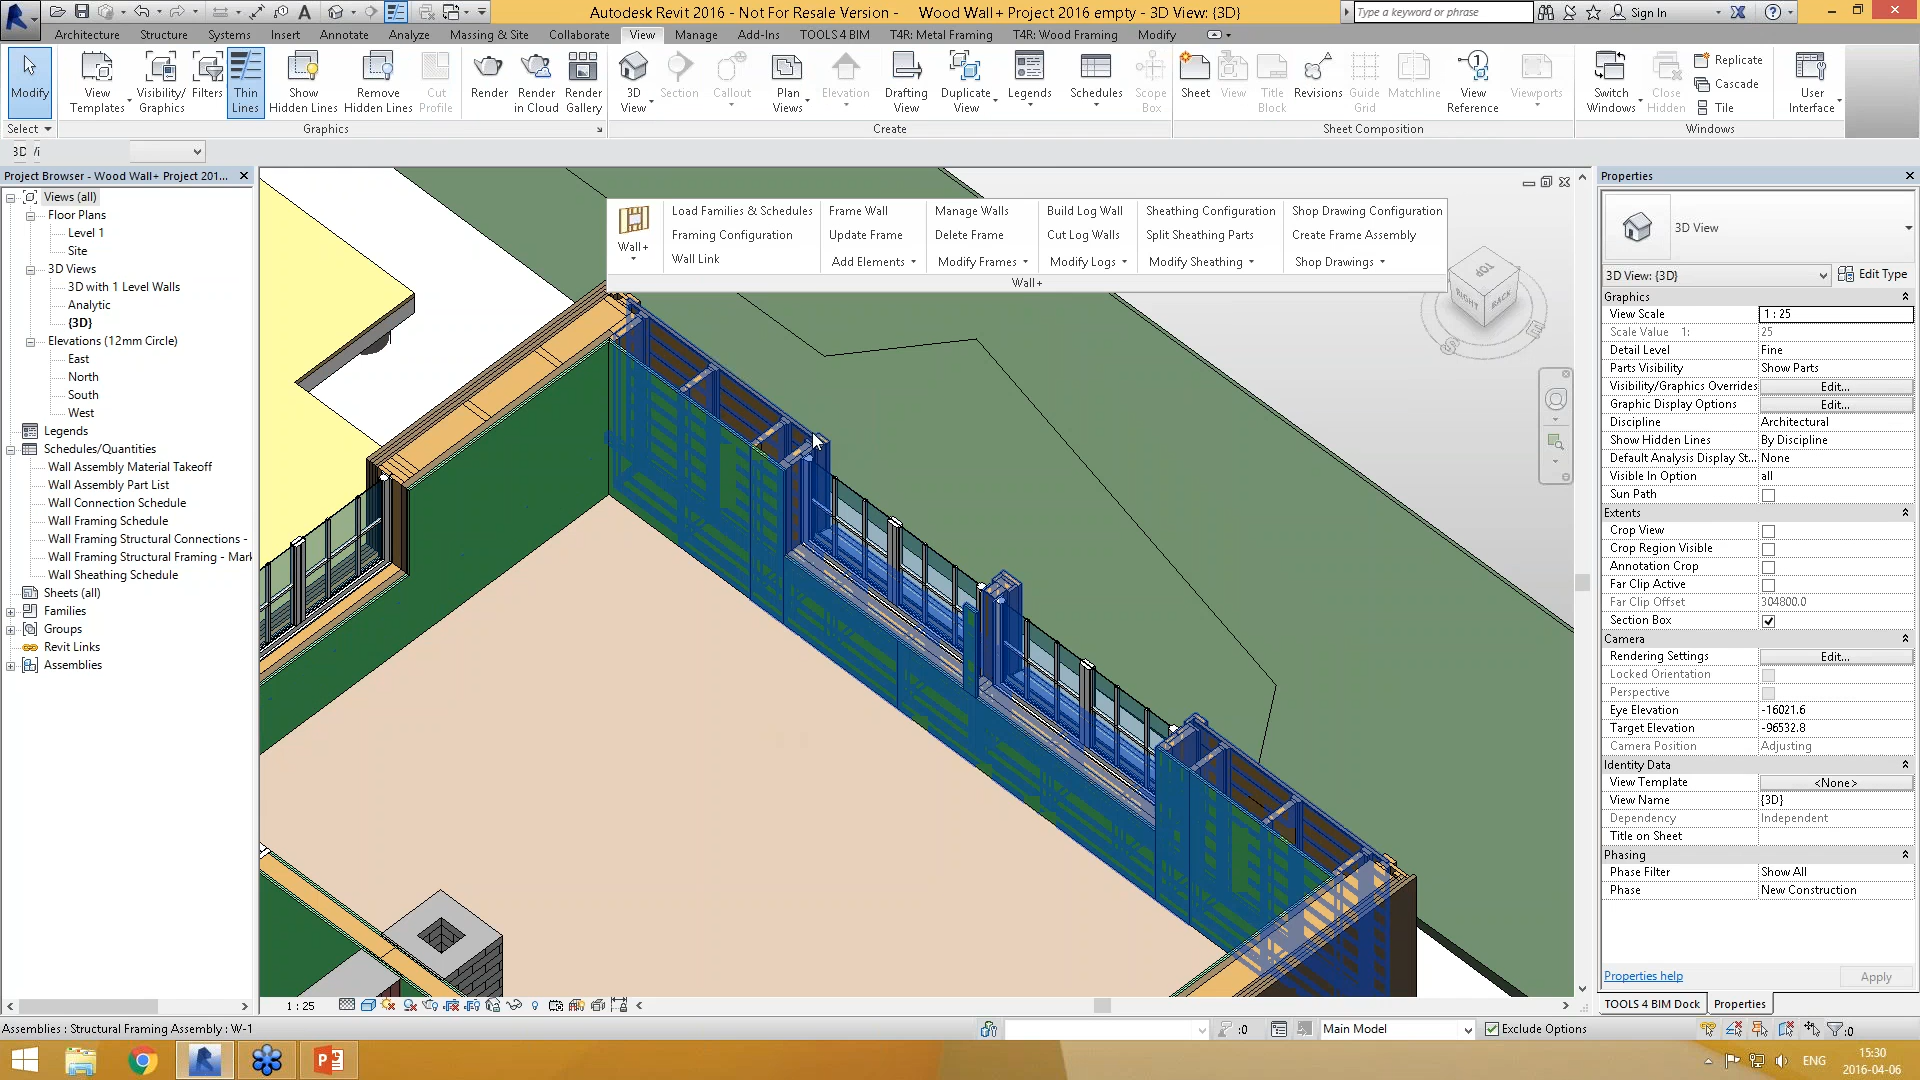 Autodesk Revit 2016 - Not For Resale Version -    Wood Wall+ Project 2016 empty - 3D View: {3D}
Type a keyword or phrase
Sign In
Architecture Structure Systems Insert Annotate Analyze Massing & Site Collaborate View Manage Add-Ins TOOLS 4 BIM T4R: Metal Framing T4R: Wood Framing Modify
Modify
View Templates
Visibility/ Graphics
Filters
Thin Lines
Show Hidden Lines
Remove Hidden Lines
Cut Profile
Render
Render in Cloud
Render Gallery
3D View
Section
Callout
Plan Views
Elevation
Drafting View
Duplicate View
Legends
Schedules
Scope Box
Sheet
View
Title Block
Revisions
Guide Grid
Matchline
View Reference
Viewports
Switch Windows
Close Hidden
Replicate
Cascade
Tile
User Interface
Select
Graphics
Create
Sheet Composition
Windows
Project Browser - Wood Wall+ Project 201...
Views (all)
Floor Plans
Level 1
Site
3D Views
3D with 1 Level Walls
Analytic
{3D}
Elevations (12mm Circle)
East
North
South
West
Legends
Schedules/Quantities
Wall Assembly Material Takeoff
Wall Assembly Part List
Wall Connection Schedule
Wall Framing Schedule
Wall Framing Structural Connections -
Wall Framing Structural Framing - Mark
Wall Sheathing Schedule
Sheets (all)
Families
Groups
Revit Links
Assemblies
Wall+
Load Families & Schedules
Framing Configuration
Wall Link
Frame Wall
Update Frame
Add Elements
Manage Walls
Delete Frame
Modify Frames
Build Log Wall
Cut Log Walls
Modify Logs
Sheathing Configuration
Split Sheathing Parts
Modify Sheathing
Shop Drawing Configuration
Create Frame Assembly
Shop Drawings
Wall+
TOP
RIGHT
BACK
Properties
3D View
3D View: {3D}
Edit Type
Graphics
View Scale 1 : 25
Scale Value 1: 25
Detail Level Fine
Parts Visibility Show Parts
Visibility/Graphics Overrides Edit...
Graphic Display Options Edit...
Discipline Architectural
Show Hidden Lines By Discipline
Default Analysis Display St... None
Visible In Option all
Sun Path
Extents
Crop View
Crop Region Visible
Annotation Crop
Far Clip Active
Far Clip Offset 304800.0
Section Box
Camera
Rendering Settings Edit...
Locked Orientation
Perspective
Eye Elevation -16021.6
Target Elevation -96532.8
Camera Position Adjusting
Identity Data
View Template <None>
View Name {3D}
Dependency Independent
Title on Sheet
Phasing
Phase Filter Show All
Phase New Construction
Properties help
Apply
TOOLS 4 BIM Dock
Properties
1 : 25
Assemblies : Structural Framing Assembly : W-1
:0
Main Model
Exclude Options
:0
ENG
15:30
2016-04-06